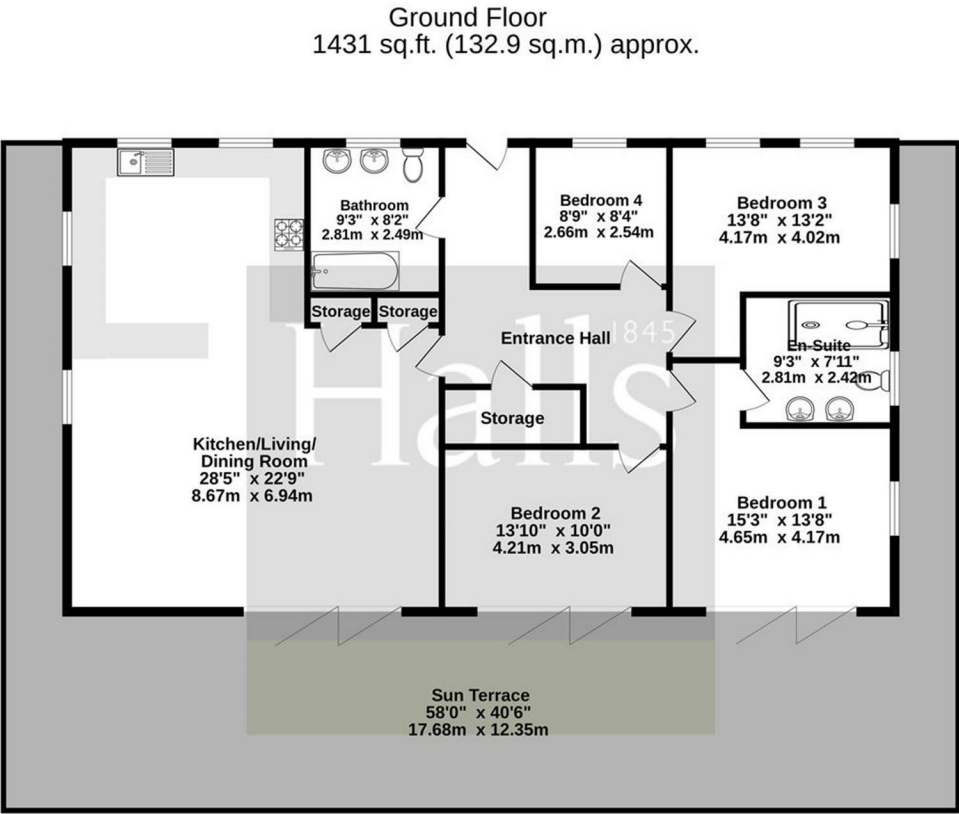 Ground Floor
1431 sq.ft. (132.9 sq.m.) approx.
Bathroom
9'3" x 8'2"
2.81m x 2.49m
Bedroom 4
8'9" x 8'4"
2.66m x 2.54m
Bedroom 3
13'8" x 13'2"
4.17m x 4.02m
Storage
Storage
Entrance Hall
1845
Halls
En-Suite
9'3" x 7'11"
2.81m x 2.42m
Storage
Kitchen/Living/
Dining Room
28'5" x 22'9"
8.67m x 6.94m
Bedroom 2
13'10" x 10'0"
4.21m x 3.05m
Bedroom 1
15'3" x 13'8"
4.65m x 4.17m
Sun Terrace
58'0" x 40'6"
17.68m x 12.35m